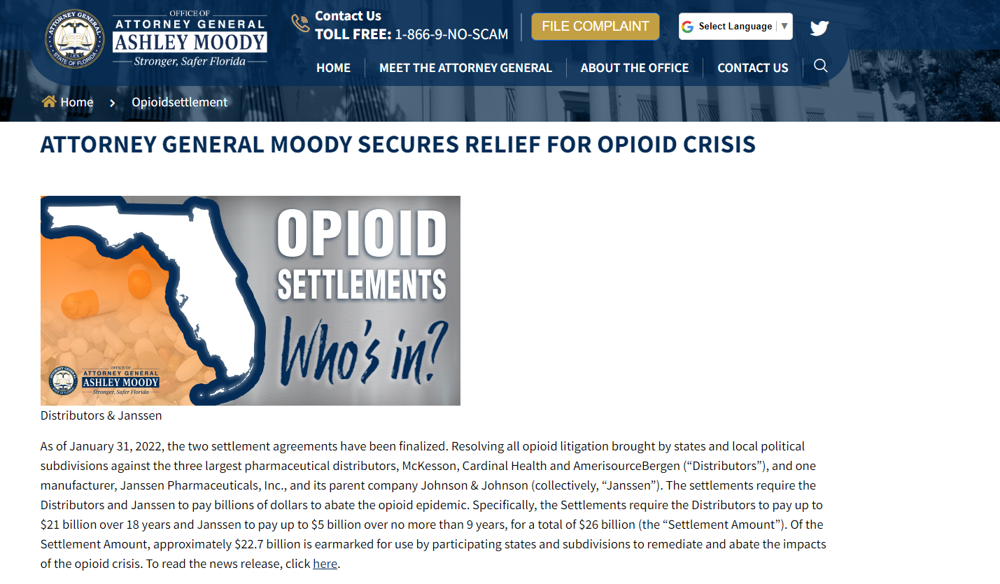 OFFICE OF
ATTORNEY GENERAL
ASHLEY MOODY
Stronger, Safer Florida
ATTORNEY GENERAL
STATE OF FLORIDA
LEX
Contact Us
TOLL FREE: 1-866-9-NO-SCAM
FILE COMPLAINT
Select Language ▼
HOME
MEET THE ATTORNEY GENERAL
ABOUT THE OFFICE
CONTACT US
Home
Opioidsettlement
ATTORNEY GENERAL MOODY SECURES RELIEF FOR OPIOID CRISIS
OPIOID
SETTLEMENTS
Who's in?
OFFICE OF
ATTORNEY GENERAL
ASHLEY MOODY
Stronger, Safer Florida
Distributors & Janssen
As of January 31, 2022, the two settlement agreements have been finalized. Resolving all opioid litigation brought by states and local political
subdivisions against the three largest pharmaceutical distributors, McKesson, Cardinal Health and AmerisourceBergen (“Distributors”), and one
manufacturer, Janssen Pharmaceuticals, Inc., and its parent company Johnson & Johnson (collectively, “Janssen”). The settlements require the
Distributors and Janssen to pay billions of dollars to abate the opioid epidemic. Specifically, the Settlements require the Distributors to pay up to
$21 billion over 18 years and Janssen to pay up to $5 billion over no more than 9 years, for a total of $26 billion (the “Settlement Amount”). Of the
Settlement Amount, approximately $22.7 billion is earmarked for use by participating states and subdivisions to remediate and abate the impacts
of the opioid crisis. To read the news release, click here.